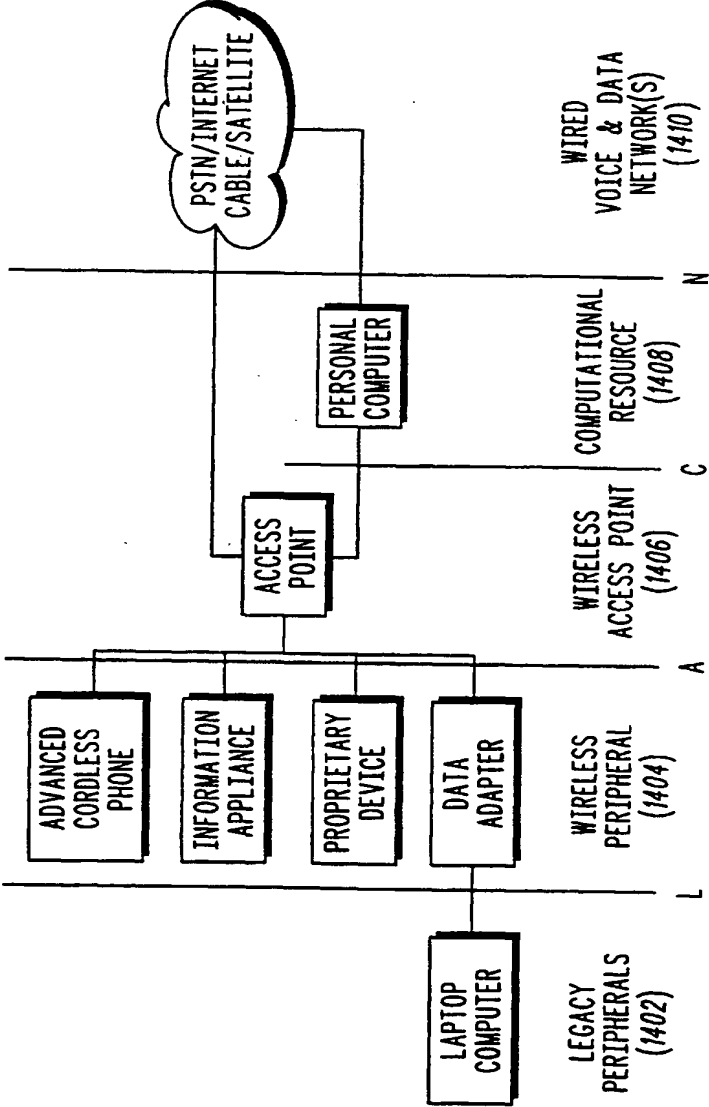 ADVANCED
CORDLESS
PHONE
INFORMATION
APPLIANCE
PROPRIETARY
DEVICE
LAPTOP
COMPUTER
DATA
ADAPTER
ACCESS
POINT
PERSONAL
COMPUTER
PSTN/INTERNET
CABLE/SATELLITE
L
A
C
N
LEGACY
PERIPHERALS
(1402)
WIRELESS
PERIPHERAL
(1404)
WIRELESS
ACCESS POINT
(1406)
COMPUTATIONAL
RESOURCE
(1408)
WIRED
VOICE & DATA
NETWORK(S)
(1410)